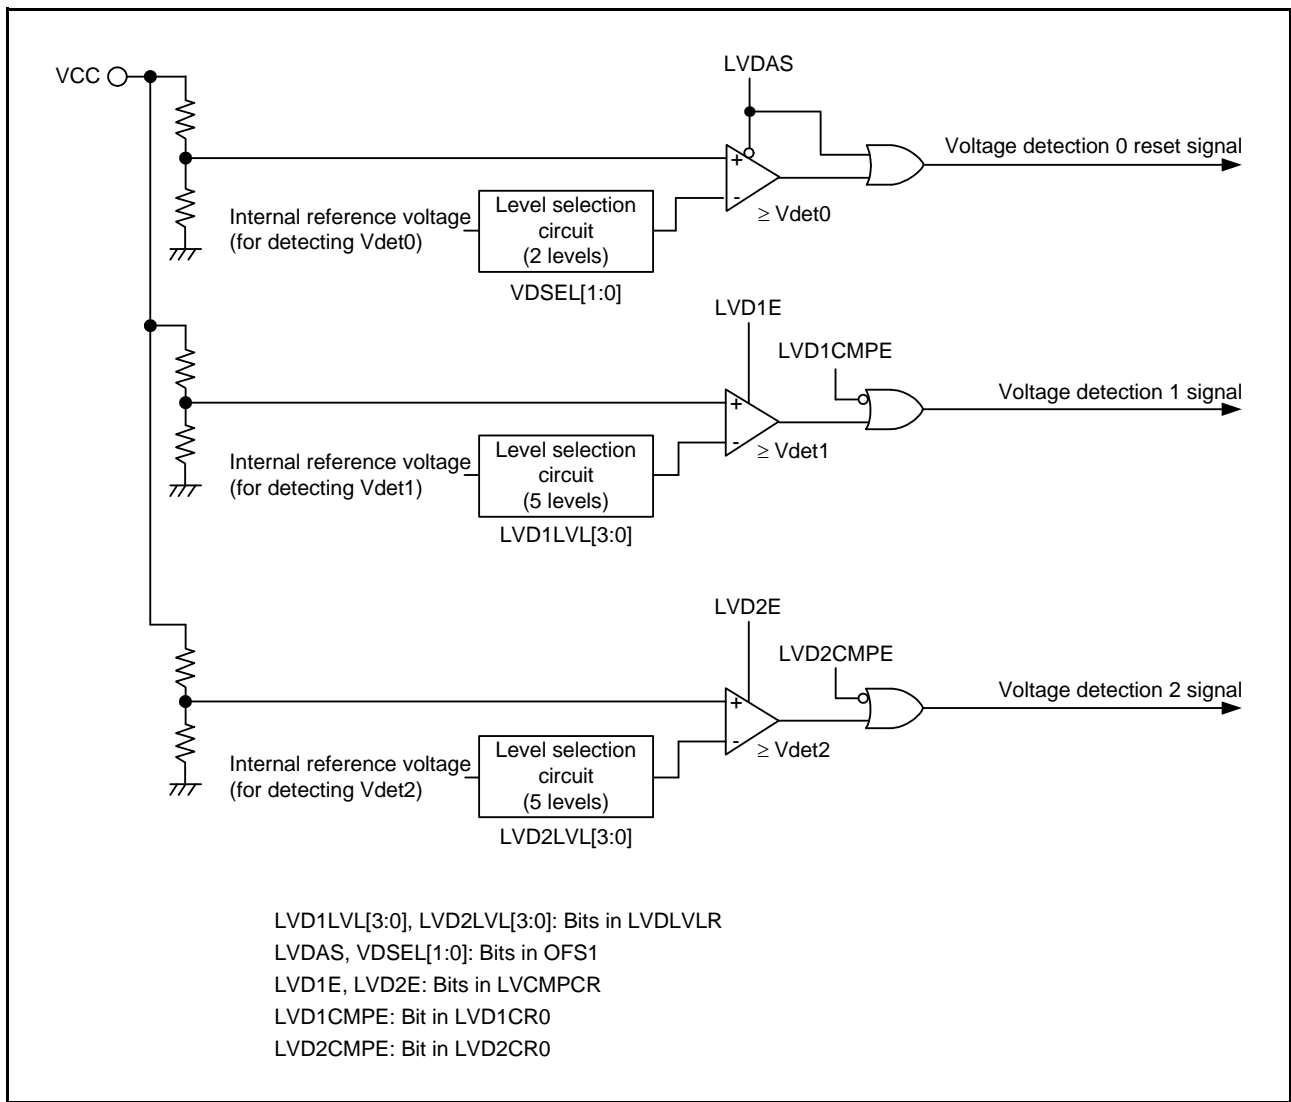 VCC
LVDAS
+
-
Voltage detection 0 reset signal
≥ Vdet0
Internal reference voltage
(for detecting Vdet0)
Level selection
circuit
(2 levels)
VDSEL[1:0]
LVD1E
LVD1CMPE
+
-
Voltage detection 1 signal
≥ Vdet1
Internal reference voltage
(for detecting Vdet1)
Level selection
circuit
(5 levels)
LVD1LVL[3:0]
LVD2E
LVD2CMPE
+
-
Voltage detection 2 signal
≥ Vdet2
Internal reference voltage
(for detecting Vdet2)
Level selection
circuit
(5 levels)
LVD2LVL[3:0]
LVD1LVL[3:0], LVD2LVL[3:0]: Bits in LVDLVLR
LVDAS, VDSEL[1:0]: Bits in OFS1
LVD1E, LVD2E: Bits in LVCMPCR
LVD1CMPE: Bit in LVD1CR0
LVD2CMPE: Bit in LVD2CR0